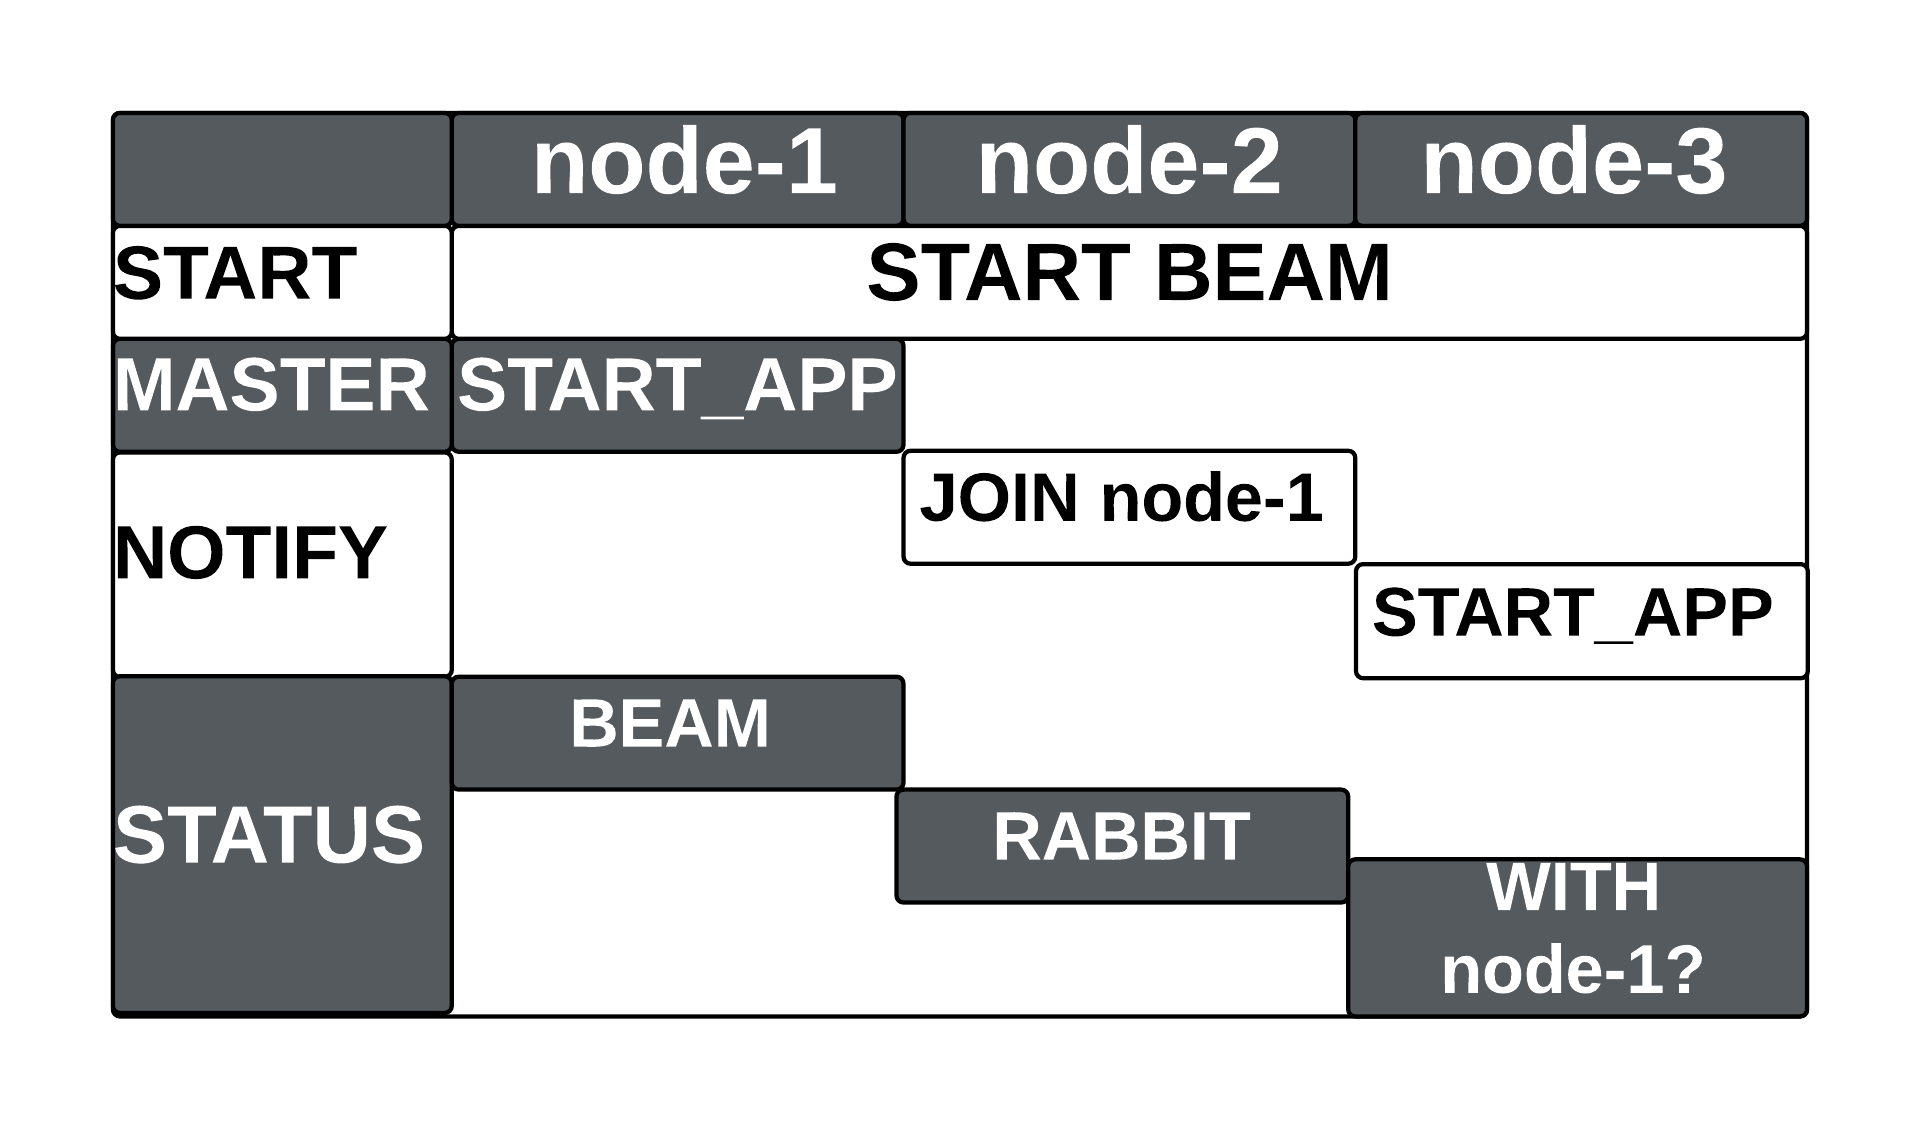 node-1 node-2 node-3
START START BEAM
MASTER START_APP
JOIN node-1
NOTIFY
START_APP
BEAM
RABBIT
STATUS
WITH
node-1?